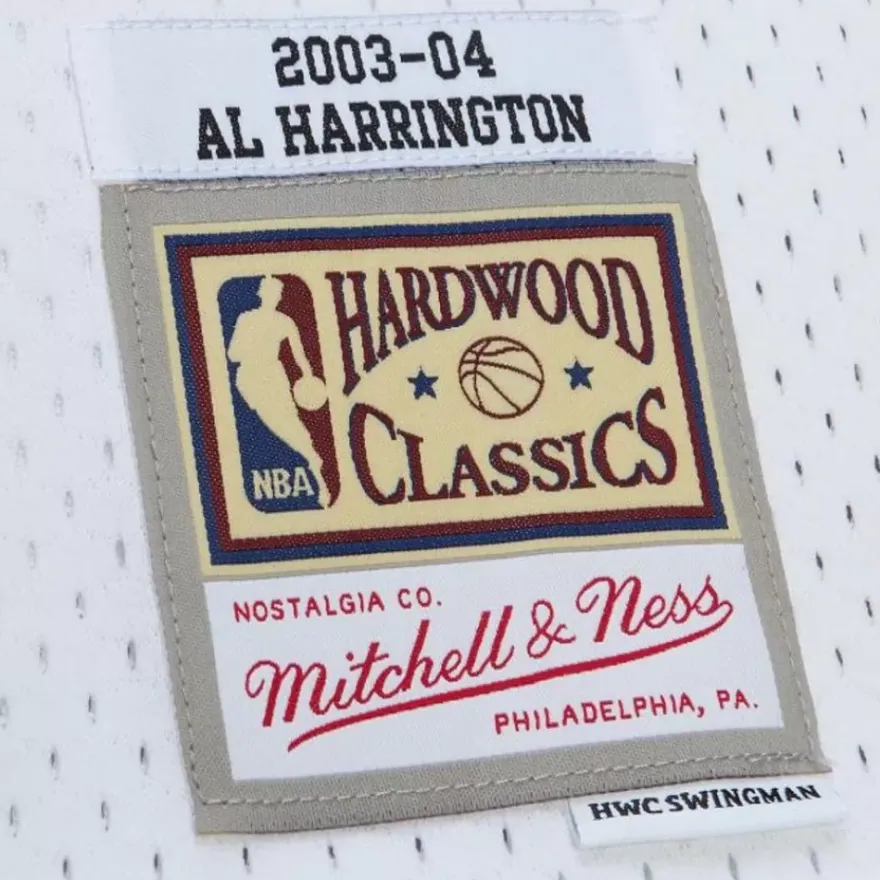 2003-04
AL HARRINGTON
HARDWOOD
CLASSICS
NBA
NOSTALGIA CO.
Mitchell & Ness
PHILADELPHIA, PA.
HWC SWINGMAN